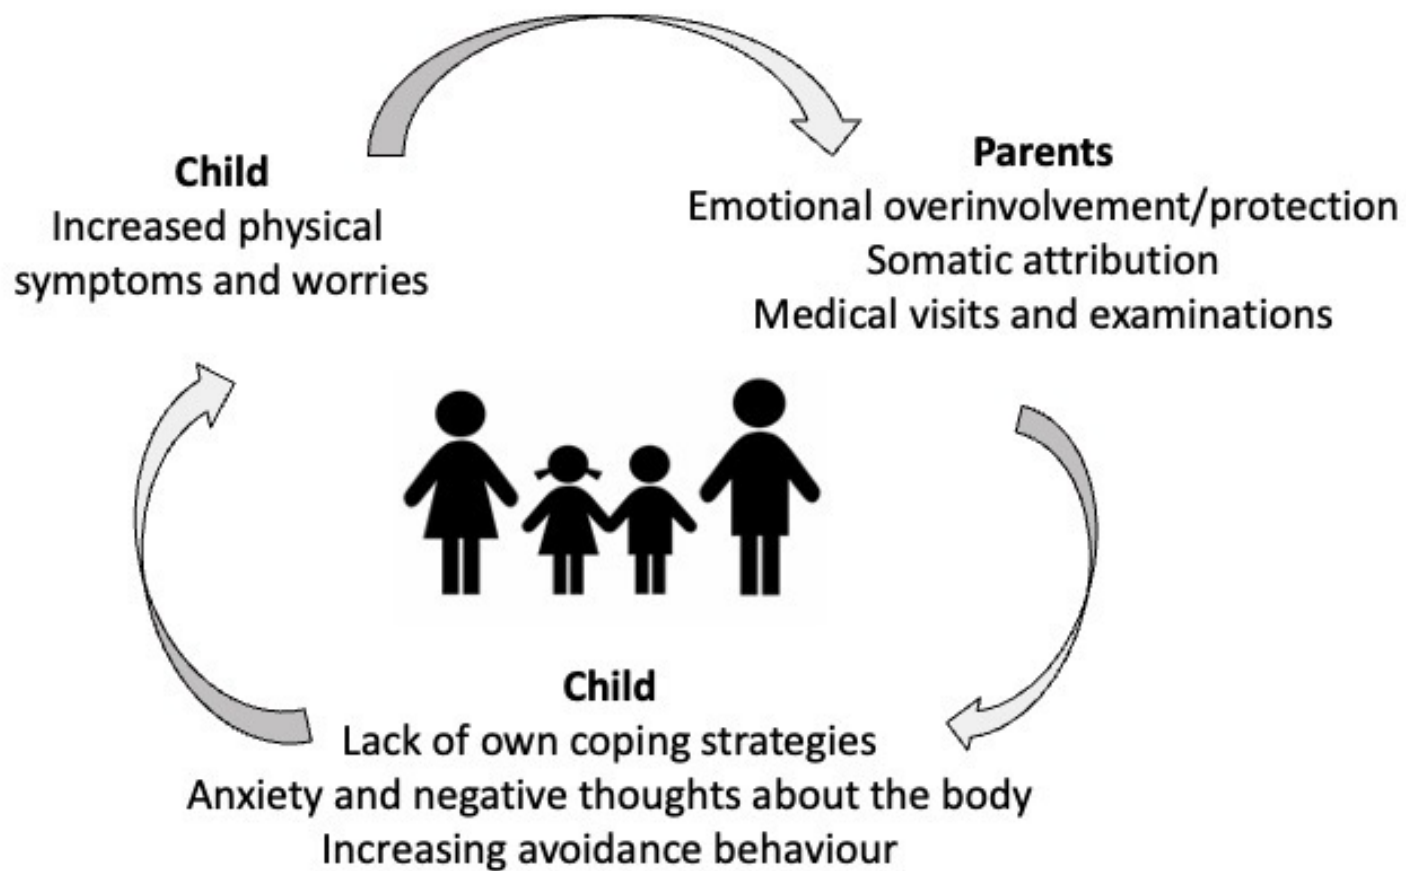 Child
Increased physical
symptoms and worries
Parents
Emotional overinvolvement/protection
Somatic attribution
Medical visits and examinations
Child
Lack of own coping strategies
Anxiety and negative thoughts about the body
Increasing avoidance behaviour